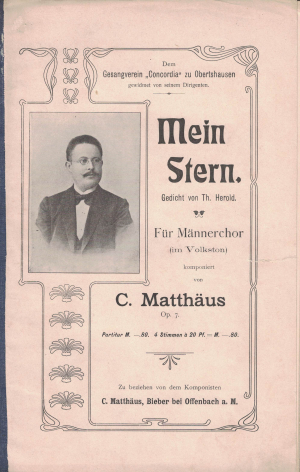 Dem
Gesangverein „Concordia“ zu Obertshausen
gewidmet von seinem Dirigenten.
Mein
Stern.
Gedicht von Th. Herold.
Für Männerchor
(im Volkston)
komponiert
von
C. Matthäus
Op. 7.
Partitur M. —.80. 4 Stimmen à 20 Pf. = M. —.80.
Zu beziehen von dem Komponisten
C. Matthäus, Bieber bei Offenbach a. M.